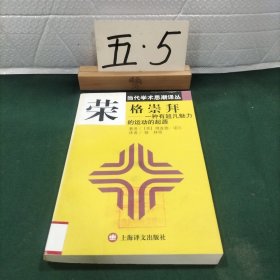 五·5
当代学术思潮译丛
荣格崇拜
——一种有超凡魅力
的运动的起源
上海译文出版社